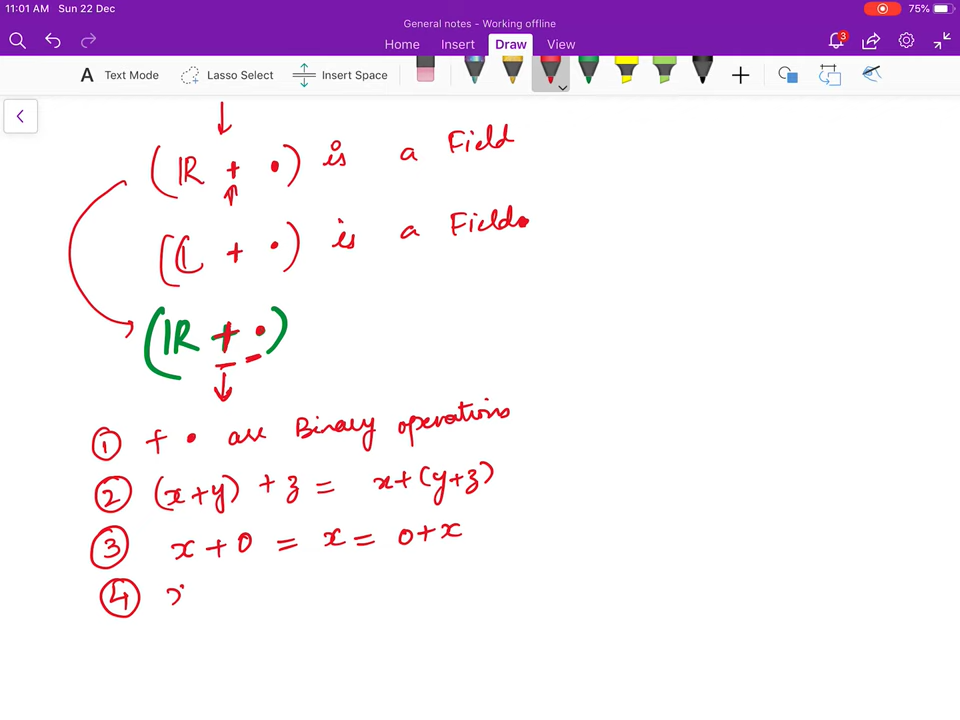 11:01 AM Sun 22 Dec
75%
General notes - Working offline
Home Insert Draw View
3
A Text Mode Lasso Select Insert Space
↓
(ℝ + •) is a Field
↑
(ℂ + •) is a Field
(ℝ + •)
↓
① + • are Binary operations
② (x+y) + z = x+(y+z)
③ x + 0 = x = 0+x
④